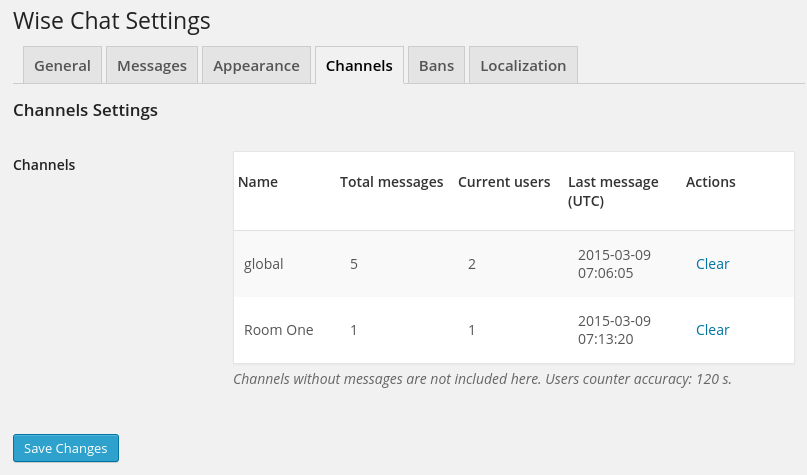 Wise Chat Settings
General Messages Appearance Channels Bans Localization
Channels Settings
Channels
Name Total messages Current users Last message (UTC) Actions
global 5 2 2015-03-09 07:06:05 Clear
Room One 1 1 2015-03-09 07:13:20 Clear
Channels without messages are not included here. Users counter accuracy: 120 s.
Save Changes